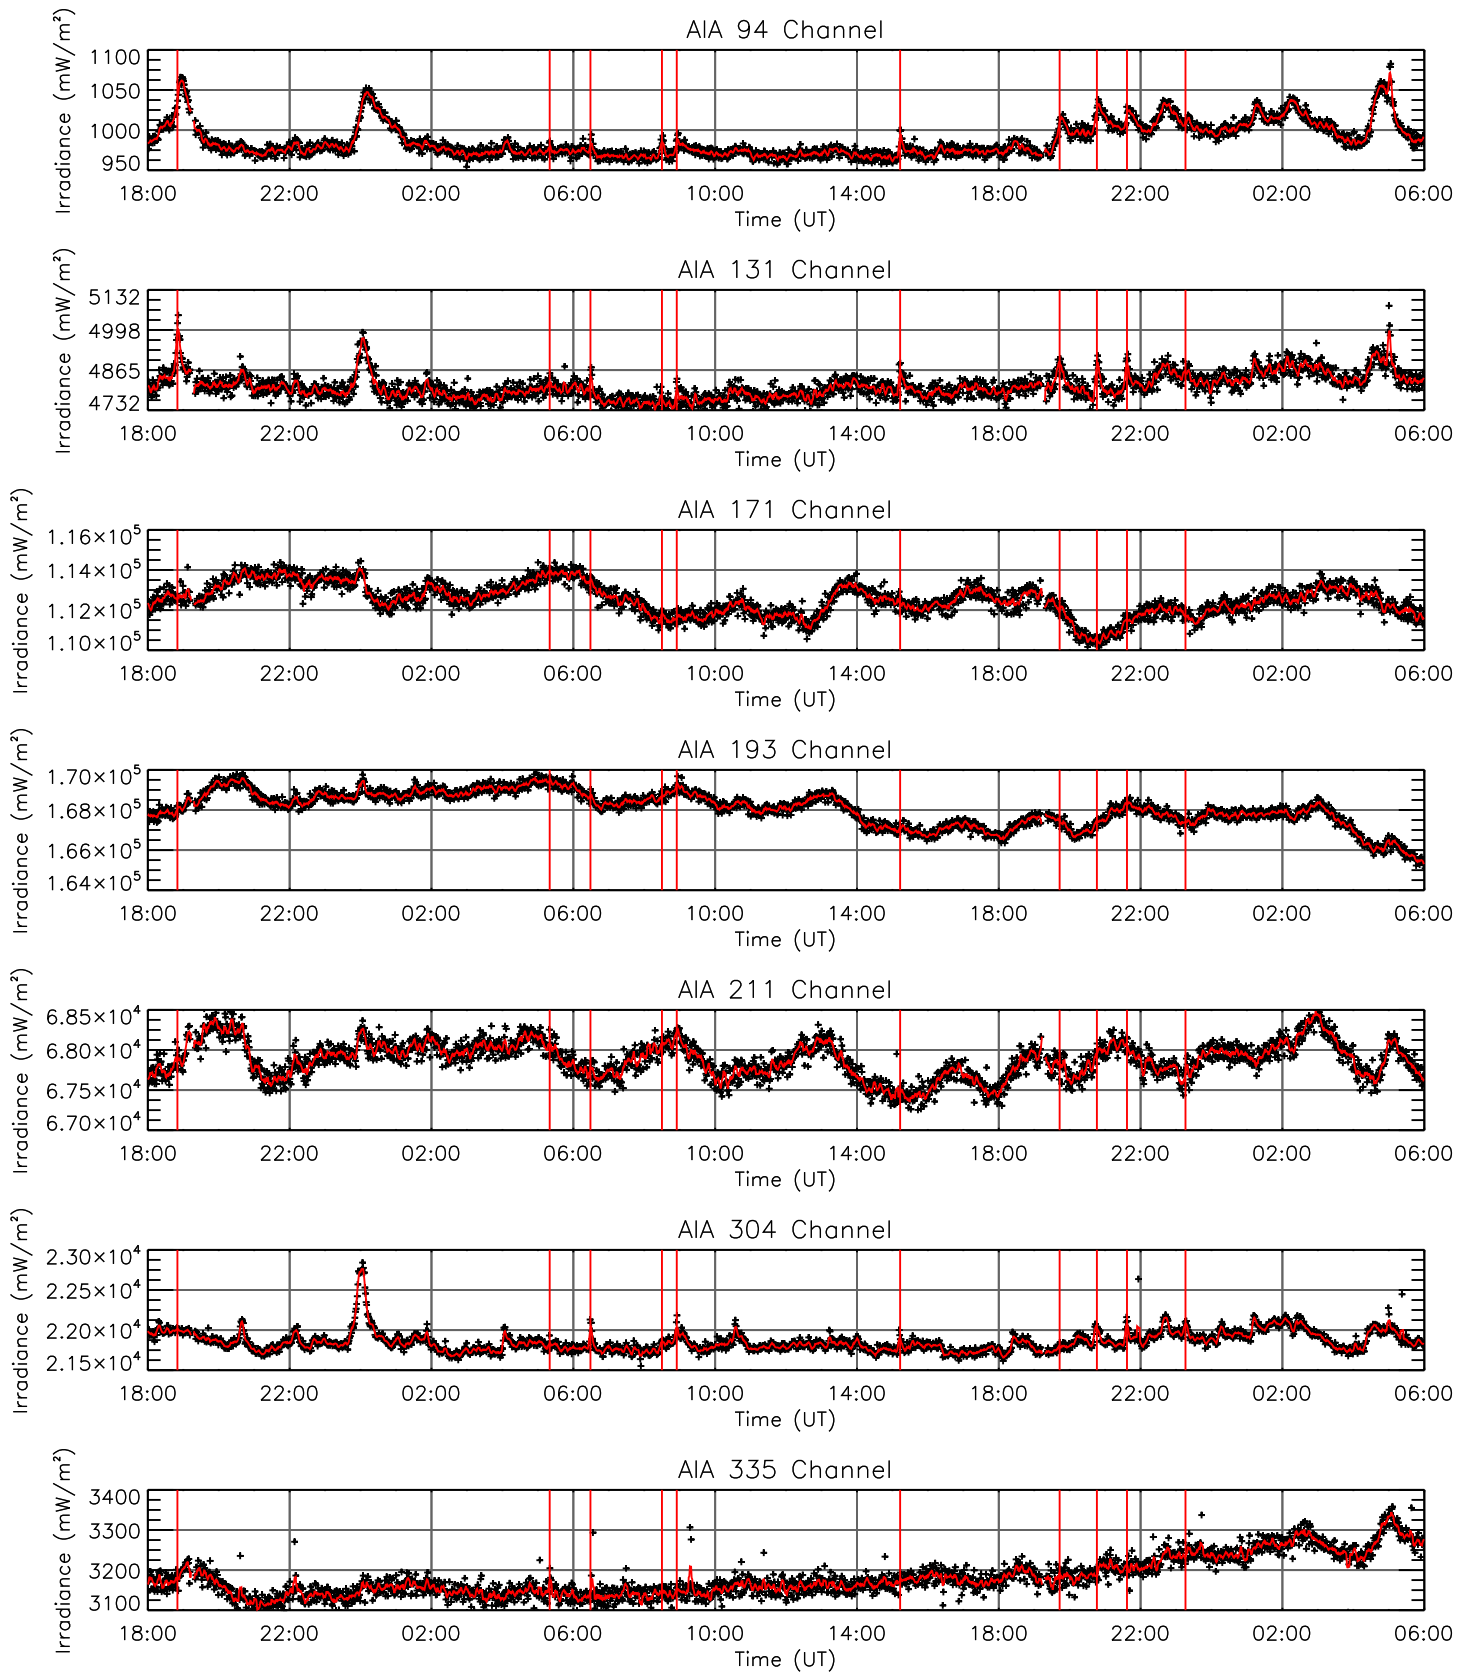 AIA 94 Channel
Irradiance (mW/m²)
1100
1050
1000
950
18:00 22:00 02:00 06:00 10:00 14:00 18:00 22:00 02:00 06:00
Time (UT)
AIA 131 Channel
Irradiance (mW/m²)
5132
4998
4865
4732
18:00 22:00 02:00 06:00 10:00 14:00 18:00 22:00 02:00 06:00
Time (UT)
AIA 171 Channel
Irradiance (mW/m²)
1.16×10⁵
1.14×10⁵
1.12×10⁵
1.10×10⁵
18:00 22:00 02:00 06:00 10:00 14:00 18:00 22:00 02:00 06:00
Time (UT)
AIA 193 Channel
Irradiance (mW/m²)
1.70×10⁵
1.68×10⁵
1.66×10⁵
1.64×10⁵
18:00 22:00 02:00 06:00 10:00 14:00 18:00 22:00 02:00 06:00
Time (UT)
AIA 211 Channel
Irradiance (mW/m²)
6.85×10⁴
6.80×10⁴
6.75×10⁴
6.70×10⁴
18:00 22:00 02:00 06:00 10:00 14:00 18:00 22:00 02:00 06:00
Time (UT)
AIA 304 Channel
Irradiance (mW/m²)
2.30×10⁴
2.25×10⁴
2.20×10⁴
2.15×10⁴
18:00 22:00 02:00 06:00 10:00 14:00 18:00 22:00 02:00 06:00
Time (UT)
AIA 335 Channel
Irradiance (mW/m²)
3400
3300
3200
3100
18:00 22:00 02:00 06:00 10:00 14:00 18:00 22:00 02:00 06:00
Time (UT)